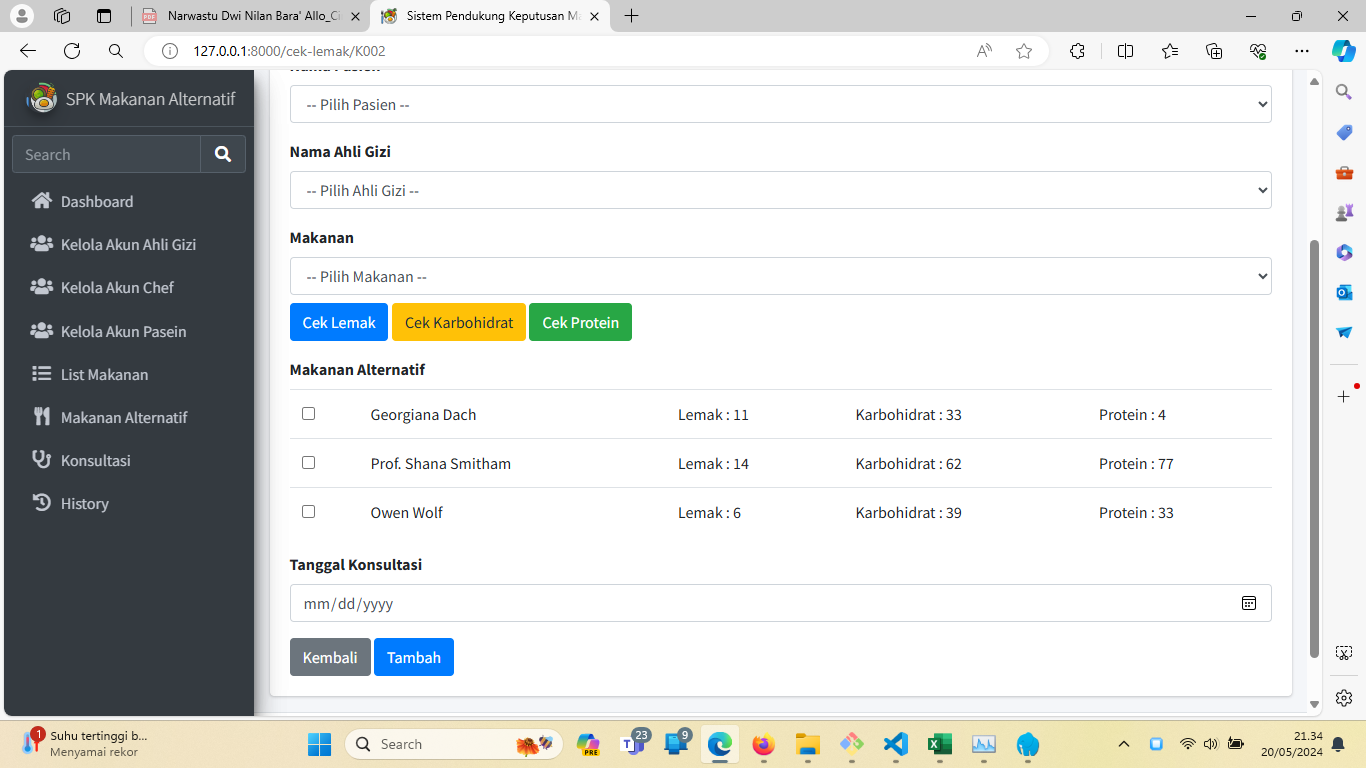 Narwastu Dwi Nilan Bara' Allo_Ci
Sistem Pendukung Keputusan Ma
127.0.0.1:8000/cek-lemak/K002
SPK Makanan Alternatif
Search
Dashboard
Kelola Akun Ahli Gizi
Kelola Akun Chef
Kelola Akun Pasein
List Makanan
Makanan Alternatif
Konsultasi
History
Nama Pasien
-- Pilih Pasien --
Nama Ahli Gizi
-- Pilih Ahli Gizi --
Makanan
-- Pilih Makanan --
Cek Lemak Cek Karbohidrat Cek Protein
Makanan Alternatif
Georgiana Dach Lemak : 11 Karbohidrat : 33 Protein : 4
Prof. Shana Smitham Lemak : 14 Karbohidrat : 62 Protein : 77
Owen Wolf Lemak : 6 Karbohidrat : 39 Protein : 33
Tanggal Konsultasi
mm/dd/yyyy
Kembali Tambah
1
Suhu tertinggi b...
Menyamai rekor
Search
PRE
23
9
21.34
20/05/2024